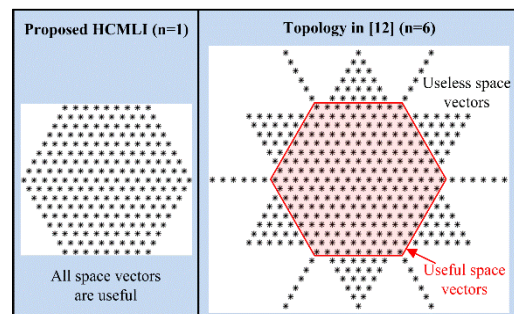 Proposed HCMLI (n=1)
All space vectors
are useful
Topology in [12] (n=6)
Useless space
vectors
Useful space
vectors